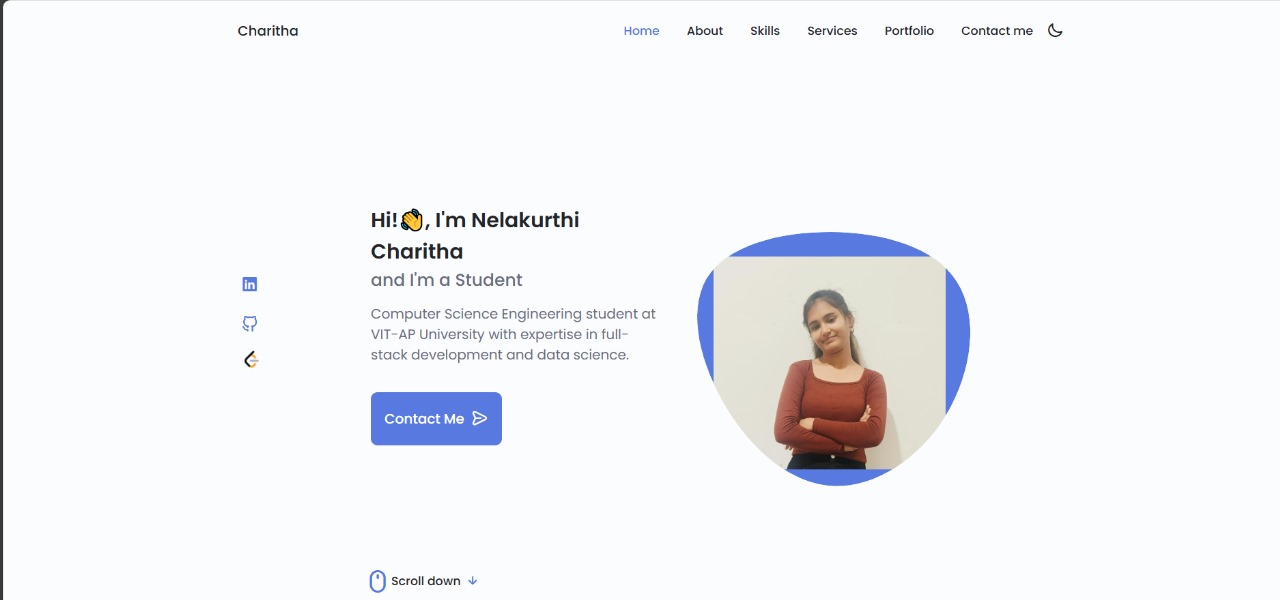 Charitha
Home About Skills Services Portfolio Contact me
Hi!👋, I'm Nelakurthi
Charitha
and I'm a Student
Computer Science Engineering student at
VIT-AP University with expertise in full-
stack development and data science.
in
Contact Me
Scroll down